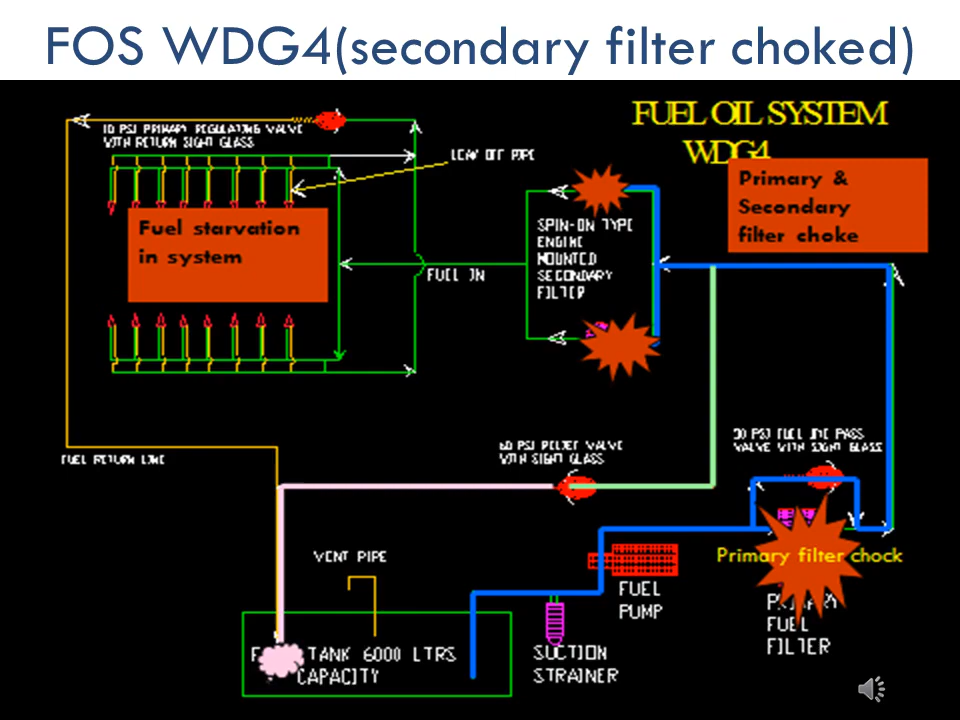 FOS WDG4(secondary filter choked)
FUEL OIL SYSTEM
WDG4
10 PSI PRIMARY REGULATING VALVE
WITH RETURN SIGHT GLASS
LEAK OFF PIPE
Primary &
Secondary
filter choke
Fuel starvation
in system
SPIN-ON TYPE
ENGINE
MOUNTED
SECONDARY
FILTER
FUEL IN
FUEL RETURN LINE
60 PSI RELIEF VALVE
WITH SIGHT GLASS
30 PSI FUEL BYE PASS
VALVE WITH SIGHT GLASS
VENT PIPE
Primary filter chock
FUEL
PUMP
FUEL
FILTER
TANK 6000 LTRS
CAPACITY
SUCTION
STRAINER